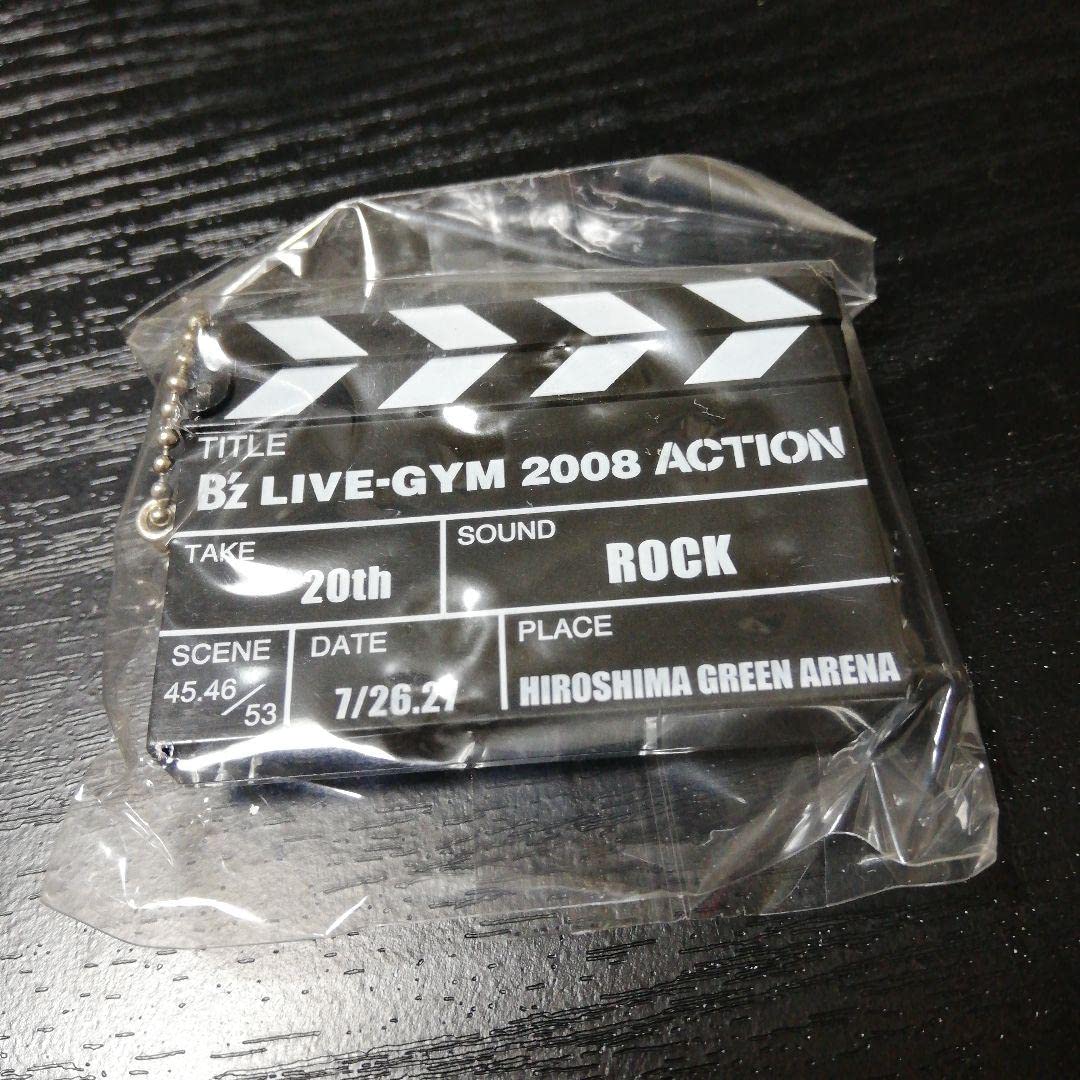 TITLE
B'z LIVE-GYM 2008 ACTION
TAKE
20th
SOUND
ROCK
SCENE
45.46/53
DATE
7/26.27
PLACE
HIROSHIMA GREEN ARENA